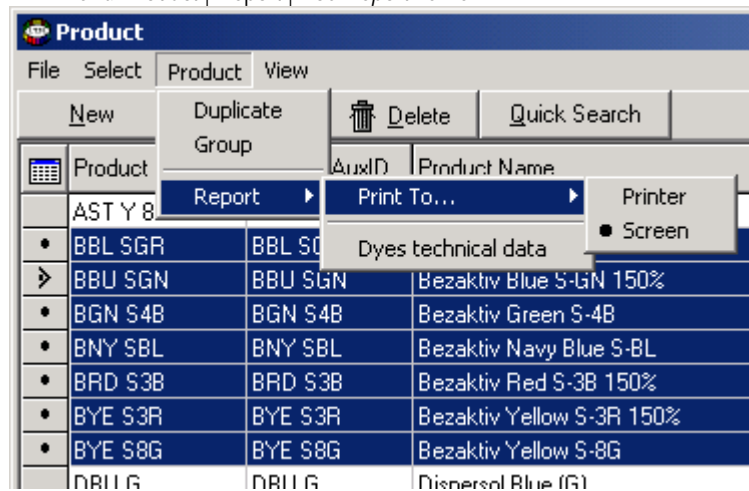 Product
File Select Product View
New Duplicate Delete Quick Search
Group
Product AuxID Product Name
Report Print To... Printer
AST Y 8 Screen
Dyes technical data
BBL SGR
BBU SGN BBU SGN Bezaktiv Blue S-GN 150%
BGN S4B BGN S4B Bezaktiv Green S-4B
BNY SBL BNY SBL Bezaktiv Navy Blue S-BL
BRD S3B BRD S3B Bezaktiv Red S-3B 150%
BYE S3R BYE S3R Bezaktiv Yellow S-3R 150%
BYE S8G BYE S8G Bezaktiv Yellow S-8G
DBU G DBU G Dispersol Blue (G)